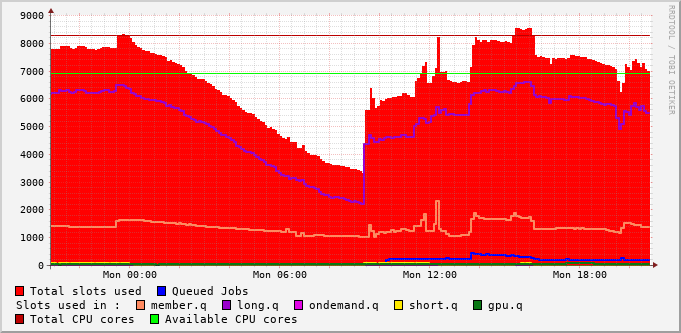 9000
8000
7000
6000
5000
4000
3000
2000
1000
0
Mon 00:00 Mon 06:00 Mon 12:00 Mon 18:00
RRDTOOL / TOBI OETIKER
Total slots used Queued Jobs
Slots used in : member.q long.q ondemand.q short.q gpu.q
Total CPU cores Available CPU cores